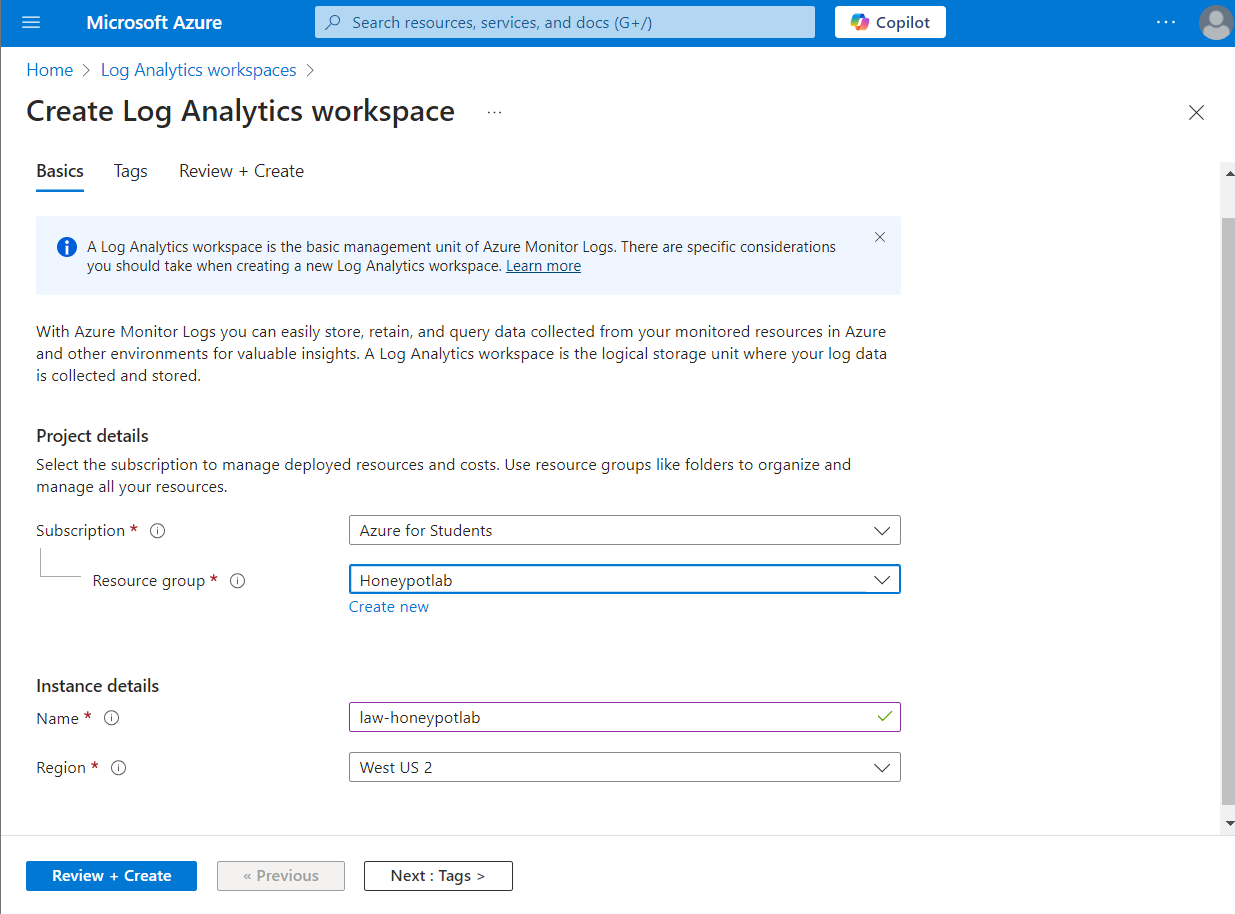 Microsoft Azure
Search resources, services, and docs (G+/)
Copilot
...
Home > Log Analytics workspaces >
Create Log Analytics workspace ...
Basics
Tags
Review + Create
A Log Analytics workspace is the basic management unit of Azure Monitor Logs. There are specific considerations
you should take when creating a new Log Analytics workspace. Learn more
With Azure Monitor Logs you can easily store, retain, and query data collected from your monitored resources in Azure
and other environments for valuable insights. A Log Analytics workspace is the logical storage unit where your log data
is collected and stored.
Project details
Select the subscription to manage deployed resources and costs. Use resource groups like folders to organize and
manage all your resources.
Subscription *
Azure for Students
Resource group *
Honeypotlab
Create new
Instance details
Name *
law-honeypotlab
Region *
West US 2
Review + Create
« Previous
Next : Tags >